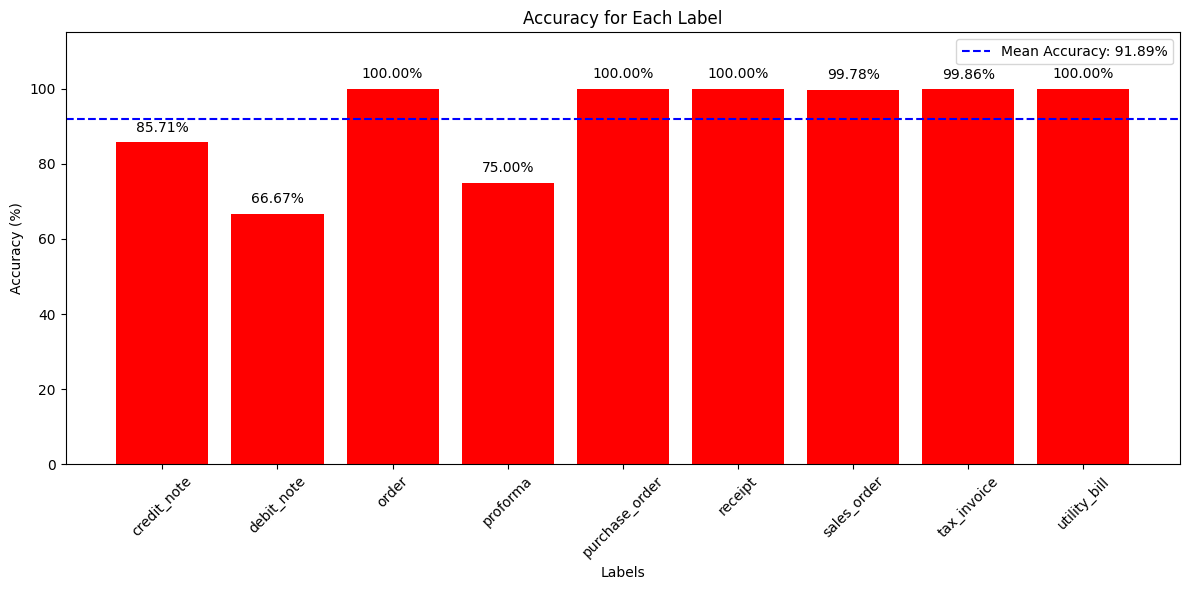 Accuracy for Each Label
Mean Accuracy: 91.89%
Accuracy (%)
100
80
60
40
20
0
85.71%
66.67%
100.00%
75.00%
100.00%
100.00%
99.78%
99.86%
100.00%
credit_note
debit_note
order
proforma
purchase_order
receipt
sales_order
tax_invoice
utility_bill
Labels